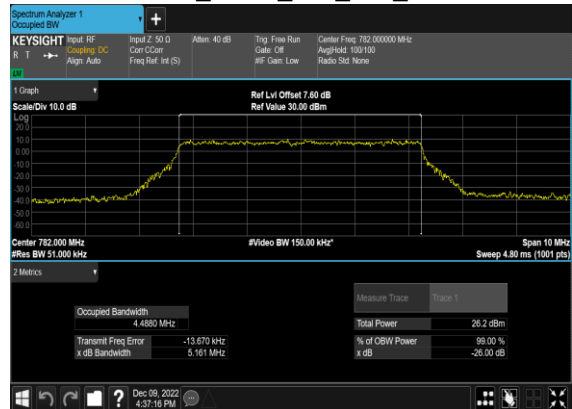 Spectrum Analyzer 1
Occupied BW
+
KEYSIGHT Input: RF Input Z: 50 Ω Atten: 40 dB Trig: Free Run Center Freq: 782.000000 MHz
R T Coupling: DC Corr CCorr Gate: Off Avg|Hold: 100/100
Align: Auto Freq Ref: Int (S) #IF Gain: Low Radio Std: None
1 Graph Ref Lvl Offset 7.60 dB
Scale/Div 10.0 dB Ref Value 30.00 dBm
Log
20.0
10.0
0.00
-10.0
-20.0
-30.0
-40.0
-50.0
-60.0
Center 782.000 MHz #Video BW 150.00 kHz* Span 10 MHz
#Res BW 51.000 kHz Sweep 4.80 ms (1001 pts)
2 Metrics
Measure Trace Trace 1
Occupied Bandwidth
4.4880 MHz Total Power 26.2 dBm
Transmit Freq Error -13.670 kHz % of OBW Power 99.00 %
x dB Bandwidth 5.161 MHz x dB -26.00 dB
? Dec 09, 2022
4:37:16 PM